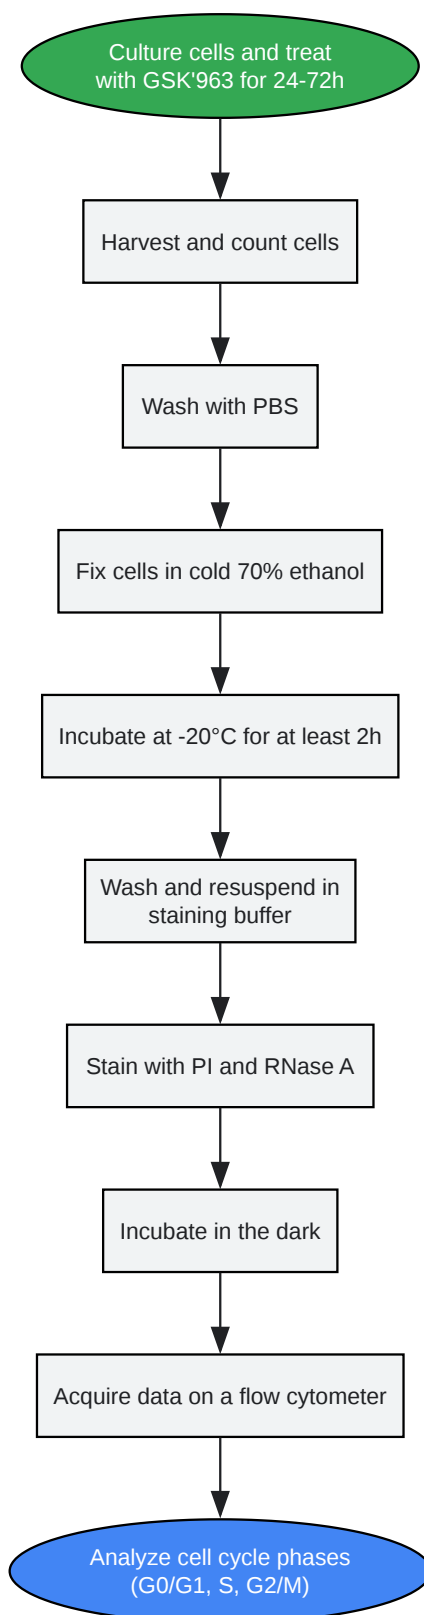 Culture cells and treat
with GSK'963 for 24-72h
Harvest and count cells
Wash with PBS
Fix cells in cold 70% ethanol
Incubate at -20°C for at least 2h
Wash and resuspend in
staining buffer
Stain with PI and RNase A
Incubate in the dark
Acquire data on a flow cytometer
Analyze cell cycle phases
(G0/G1, S, G2/M)